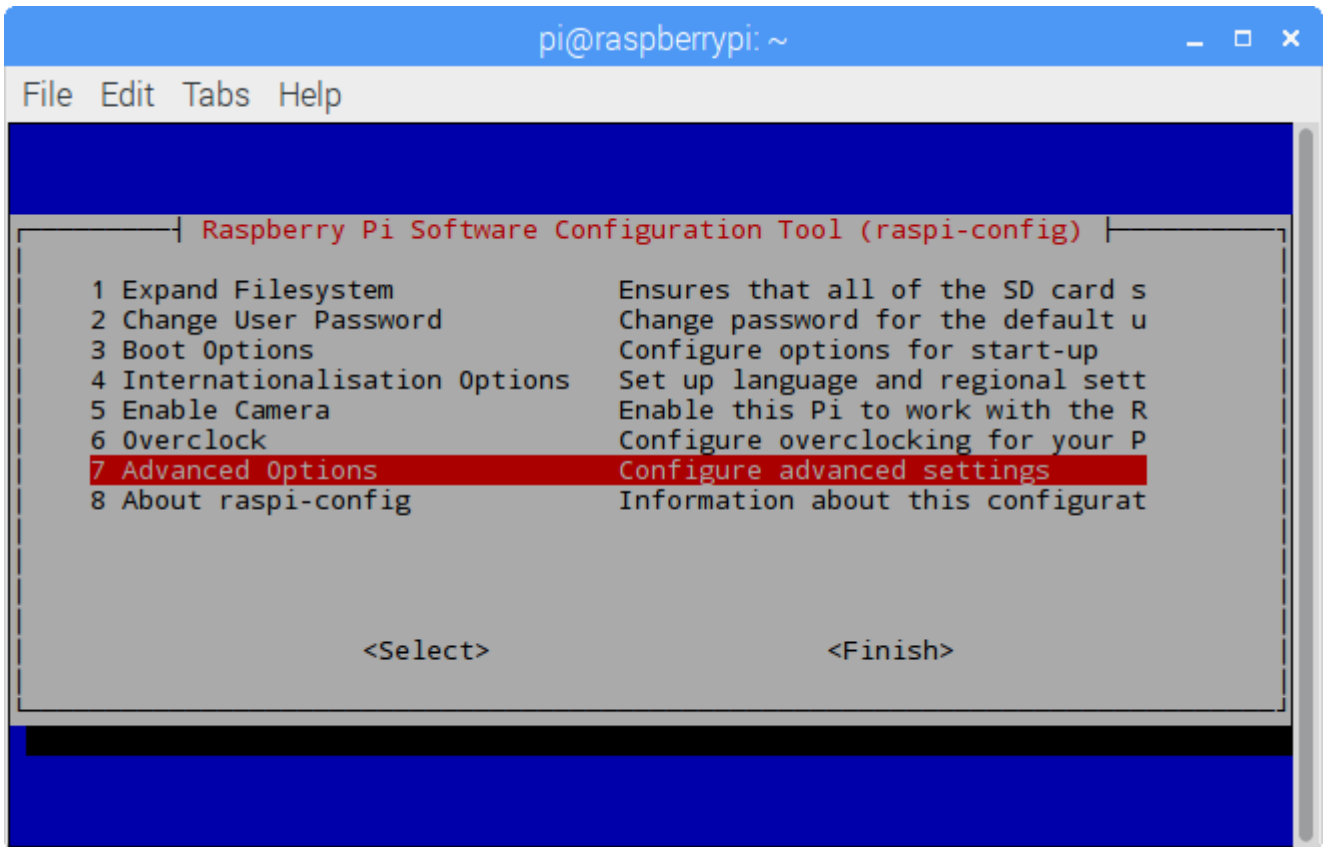 pi@raspberrypi: ~
File Edit Tabs Help
Raspberry Pi Software Configuration Tool (raspi-config)
1 Expand Filesystem Ensures that all of the SD card s
2 Change User Password Change password for the default u
3 Boot Options Configure options for start-up
4 Internationalisation Options Set up language and regional sett
5 Enable Camera Enable this Pi to work with the R
6 Overclock Configure overclocking for your P
7 Advanced Options Configure advanced settings
8 About raspi-config Information about this configurat
<Select> <Finish>